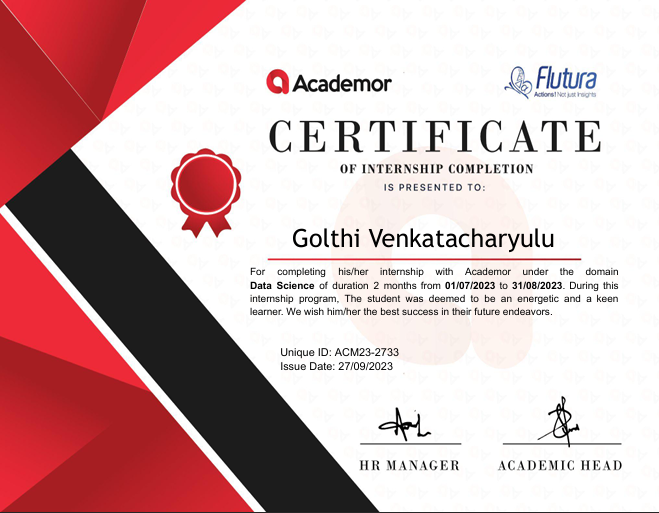 Academor
Flutura
Actions! Not just Insights
CERTIFICATE
OF INTERNSHIP COMPLETION
IS PRESENTED TO:
Golthi Venkatacharyulu
For completing his/her internship with Academor under the domain
Data Science of duration 2 months from 01/07/2023 to 31/08/2023. During this
internship program, The student was deemed to be an energetic and a keen
learner. We wish him/her the best success in their future endeavors.
Unique ID: ACM23-2733
Issue Date: 27/09/2023
HR MANAGER
ACADEMIC HEAD